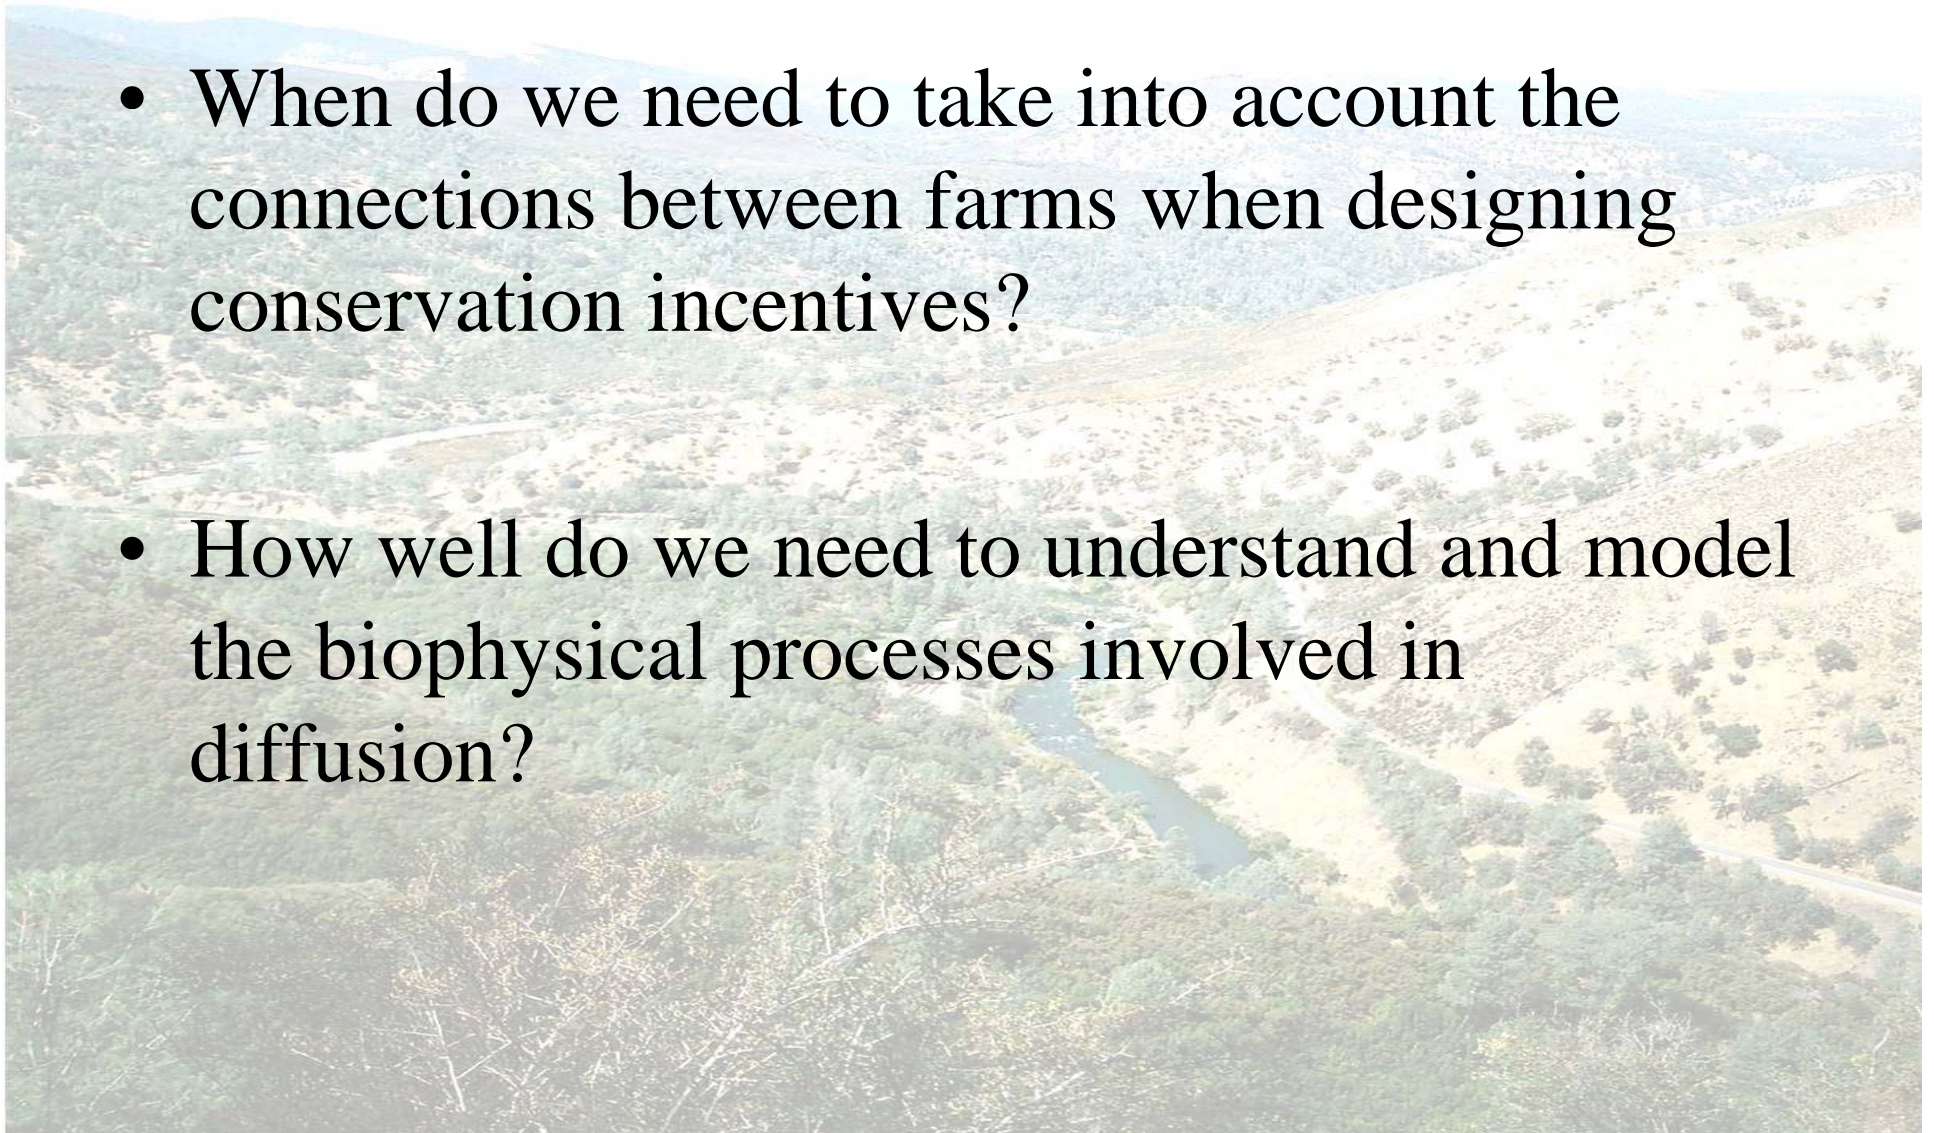 • When do we need to take into account the
connections between farms when designing
conservation incentives?
• How well do we need to understand and model
the biophysical processes involved in
diffusion?